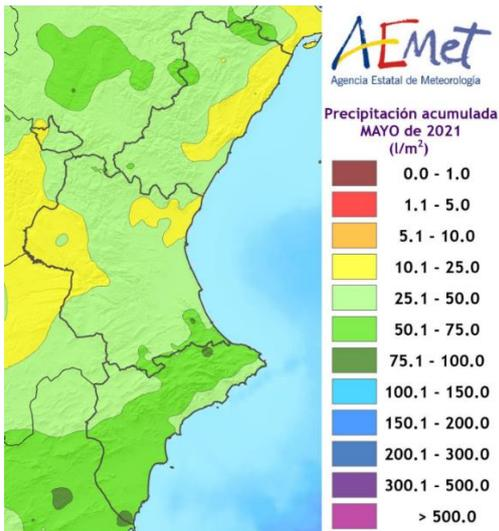 AEMet
Agencia Estatal de Meteorología
Precipitación acumulada
MAYO de 2021
(l/m²)
0.0 - 1.0
1.1 - 5.0
5.1 - 10.0
10.1 - 25.0
25.1 - 50.0
50.1 - 75.0
75.1 - 100.0
100.1 - 150.0
150.1 - 200.0
200.1 - 300.0
300.1 - 500.0
> 500.0